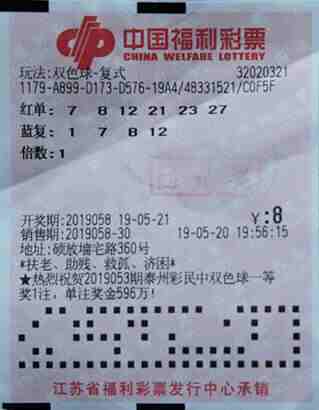 中国福利彩票
CHINA WELFARE LOTTERY
玩法:双色球-复式 32020321
1179-A899-D173-D576-19A4/48331521/C0F5F
红单: 7 8 12 21 23 27
蓝复: 1 7 8 12
倍数:1
开奖期:2019058 19-05-21 ¥:8
销售期:2019058-30 19-05-20 19:56:15
地址:硕放墙宅路360号
*扶老、助残、救孤、济困*
★热烈祝贺2019053期泰州彩民中双色球一等
奖1注,单注奖金596万!
江苏省福利彩票发行中心承销